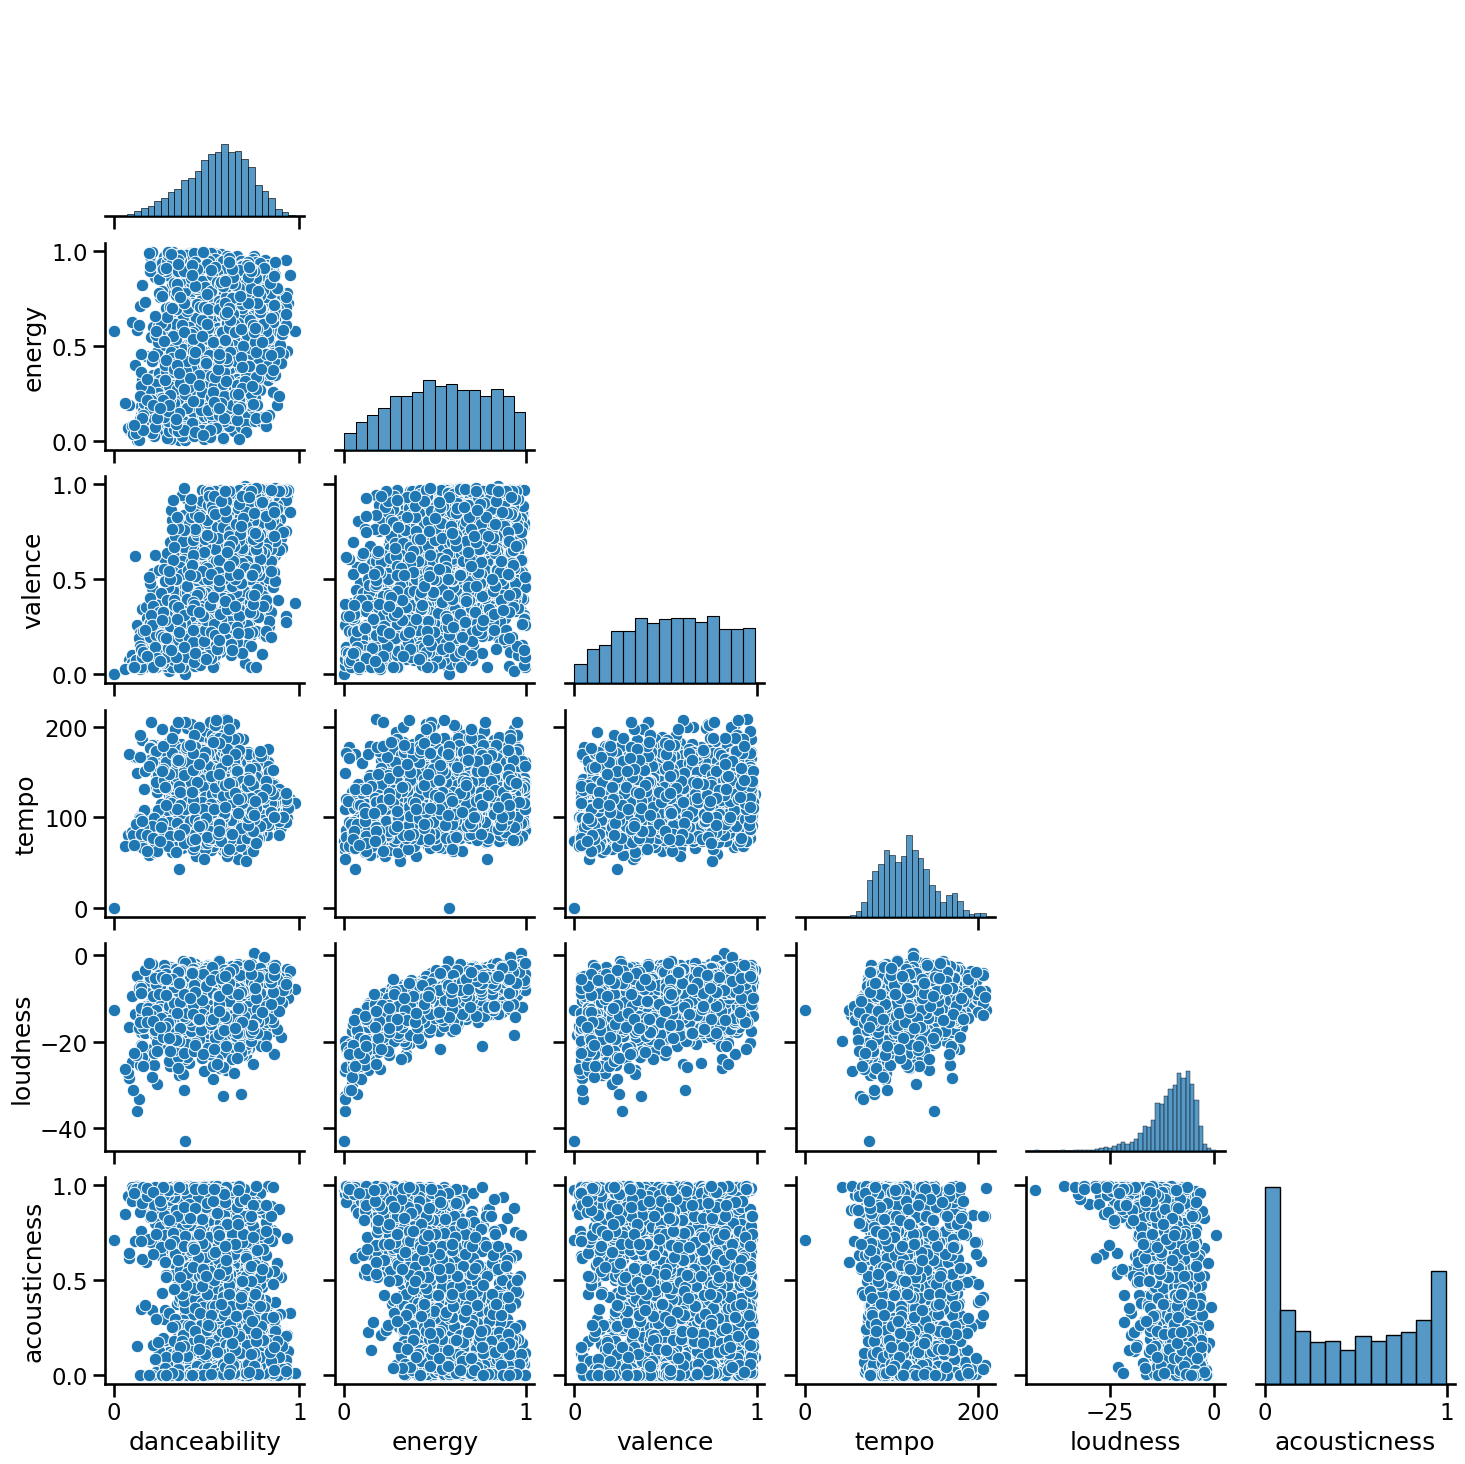 1.0
0.5
0.0
energy
1.0
0.5
0.0
valence
200
100
0
tempo
0
−20
−40
loudness
1.0
0.5
0.0
acousticness
0 1 0 1 0 1 0 200 −25 0 0 1
danceability energy valence tempo loudness acousticness